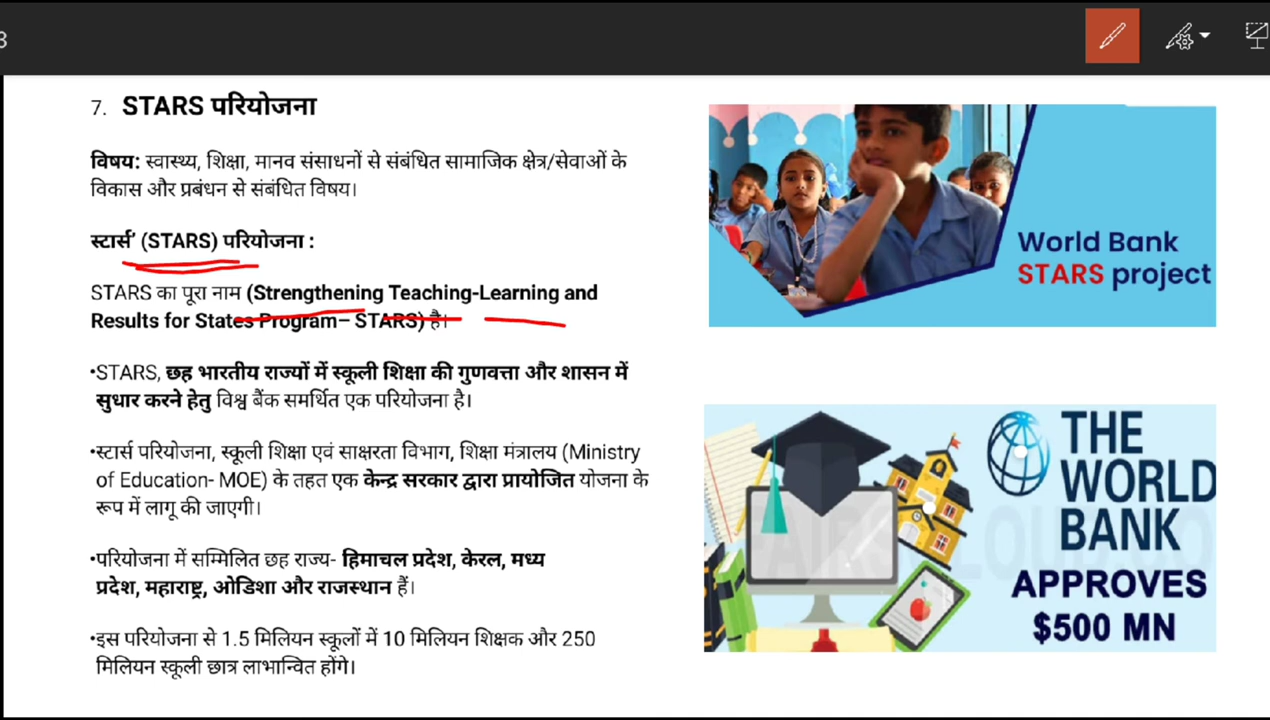 3
7. STARS परियोजना
विषय: स्वास्थ्य, शिक्षा, मानव संसाधनों से संबंधित सामाजिक क्षेत्र/सेवाओं के
विकास और प्रबंधन से संबंधित विषय।
स्टार्स’ (STARS) परियोजना :
STARS का पूरा नाम (Strengthening Teaching-Learning and
Results for States Program– STARS) है।
•STARS, छह भारतीय राज्यों में स्कूली शिक्षा की गुणवत्ता और शासन में
सुधार करने हेतु विश्व बैंक समर्थित एक परियोजना है।
•स्टार्स परियोजना, स्कूली शिक्षा एवं साक्षरता विभाग, शिक्षा मंत्रालय (Ministry
of Education- MOE) के तहत एक केन्द्र सरकार द्वारा प्रायोजित योजना के
रूप में लागू की जाएगी।
•परियोजना में सम्मिलित छह राज्य- हिमाचल प्रदेश, केरल, मध्य
प्रदेश, महाराष्ट्र, ओडिशा और राजस्थान हैं।
•इस परियोजना से 1.5 मिलियन स्कूलों में 10 मिलियन शिक्षक और 250
मिलियन स्कूली छात्र लाभान्वित होंगे।
World Bank
STARS project
THE
WORLD
BANK
APPROVES
$500 MN